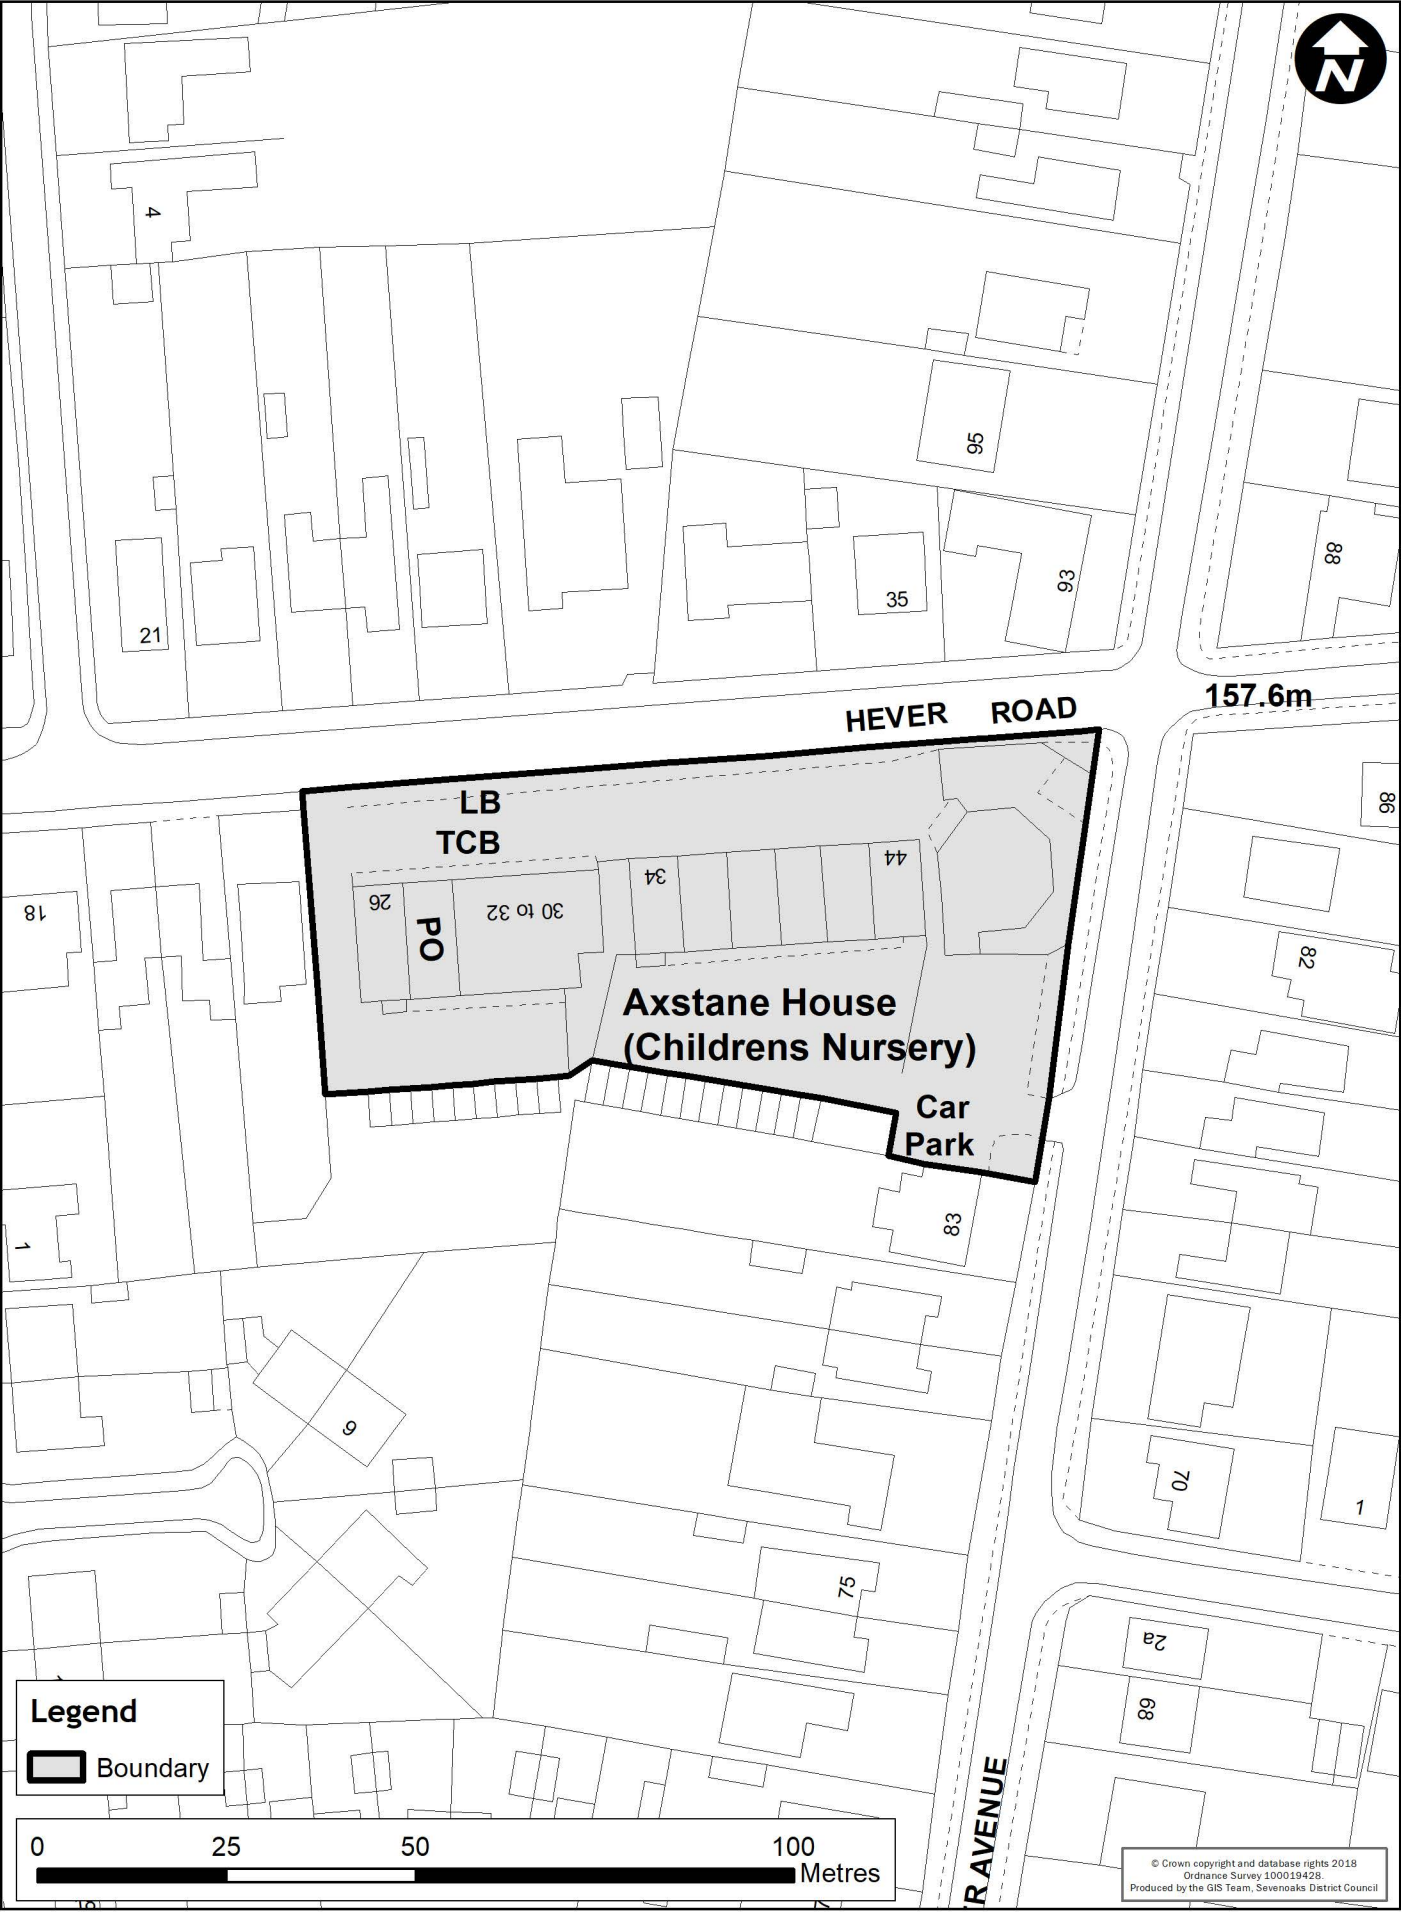 N
4
95
88
93
35
21
157.6m
HEVER ROAD
86
LB
TCB
44
34
26
PO
30 to 32
18
82
Axstane House
(Childrens Nursery)
Car
Park
83
1
9
70
1
75
2a
68
Legend
Boundary
R AVENUE
0 25 50 100
Metres
© Crown copyright and database rights 2018
Ordnance Survey 100019428.
Produced by the GIS Team, Sevenoaks District Council